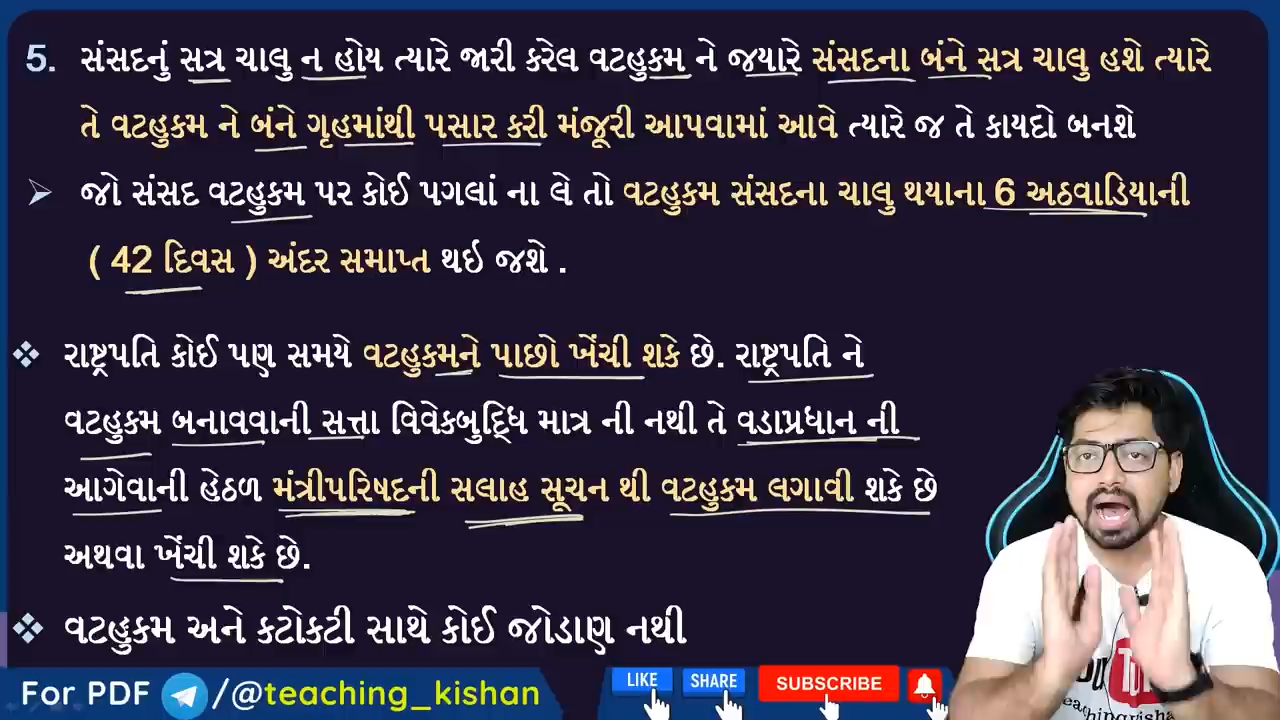 5. સંસદનું સત્ર ચાલુ ન હોય ત્યારે જારી કરેલ વટહુકમ ને જયારે સંસદના બંને સત્ર ચાલુ હશે ત્યારે
તે વટહુકમ ને બંને ગૃહમાંથી પસાર કરી મંજૂરી આપવામાં આવે ત્યારે જ તે કાયદો બનશે
➢ જો સંસદ વટહુકમ પર કોઈ પગલાં ના લે તો વટહુકમ સંસદના ચાલુ થયાના 6 અઠવાડિયાની
( 42 દિવસ ) અંદર સમાપ્ત થઇ જશે .
❖ રાષ્ટ્રપતિ કોઈ પણ સમયે વટહુકમને પાછો ખેંચી શકે છે. રાષ્ટ્રપતિ ને
વટહુકમ બનાવવાની સત્તા વિવેકબુદ્ધિ માત્ર ની નથી તે વડાપ્રધાન ની
આગેવાની હેઠળ મંત્રીપરિષદની સલાહ સૂચન થી વટહુકમ લગાવી શકે છે
અથવા ખેંચી શકે છે.
❖ વટહુકમ અને કટોકટી સાથે કોઈ જોડાણ નથી
For PDF /@teaching_kishan
LIKE SHARE SUBSCRIBE